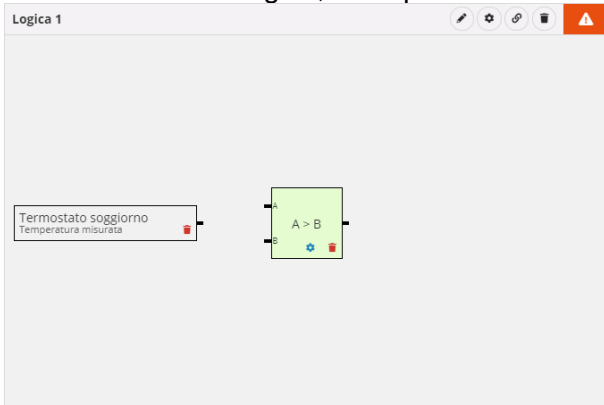 Logica 1
Termostato soggiorno
Temperatura misurata
A
A > B
B